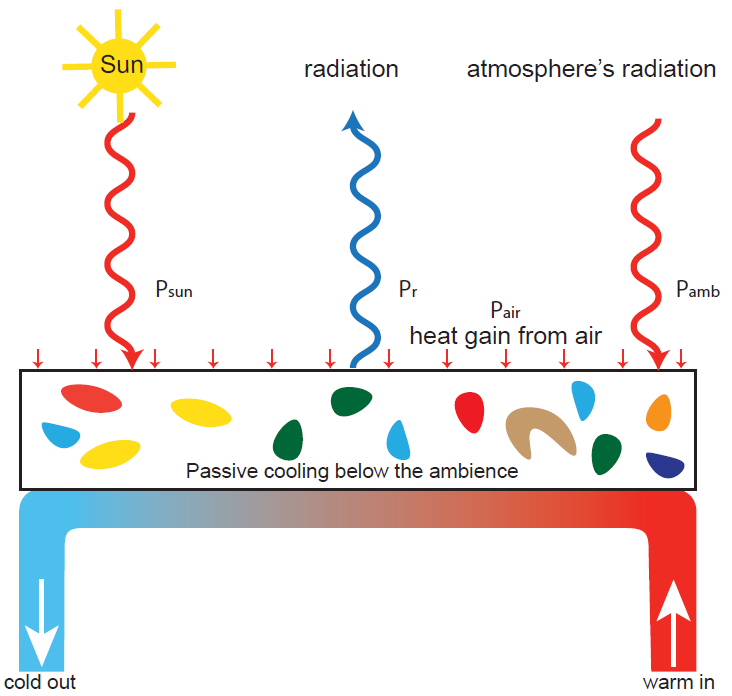 Sun
radiation
atmosphere's radiation
Psun
Pr
Pair
Pamb
heat gain from air
Passive cooling below the ambience
cold out
warm in